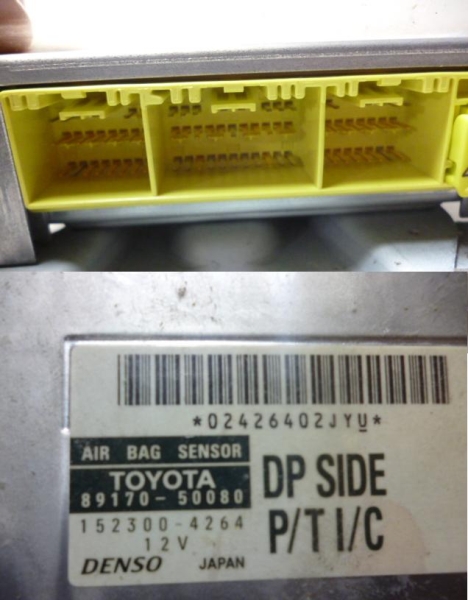 *02426402JYU*
AIR BAG SENSOR
TOYOTA
89170-50080
152300-4264
12V
DENSO JAPAN
DP SIDE
P/T I/C